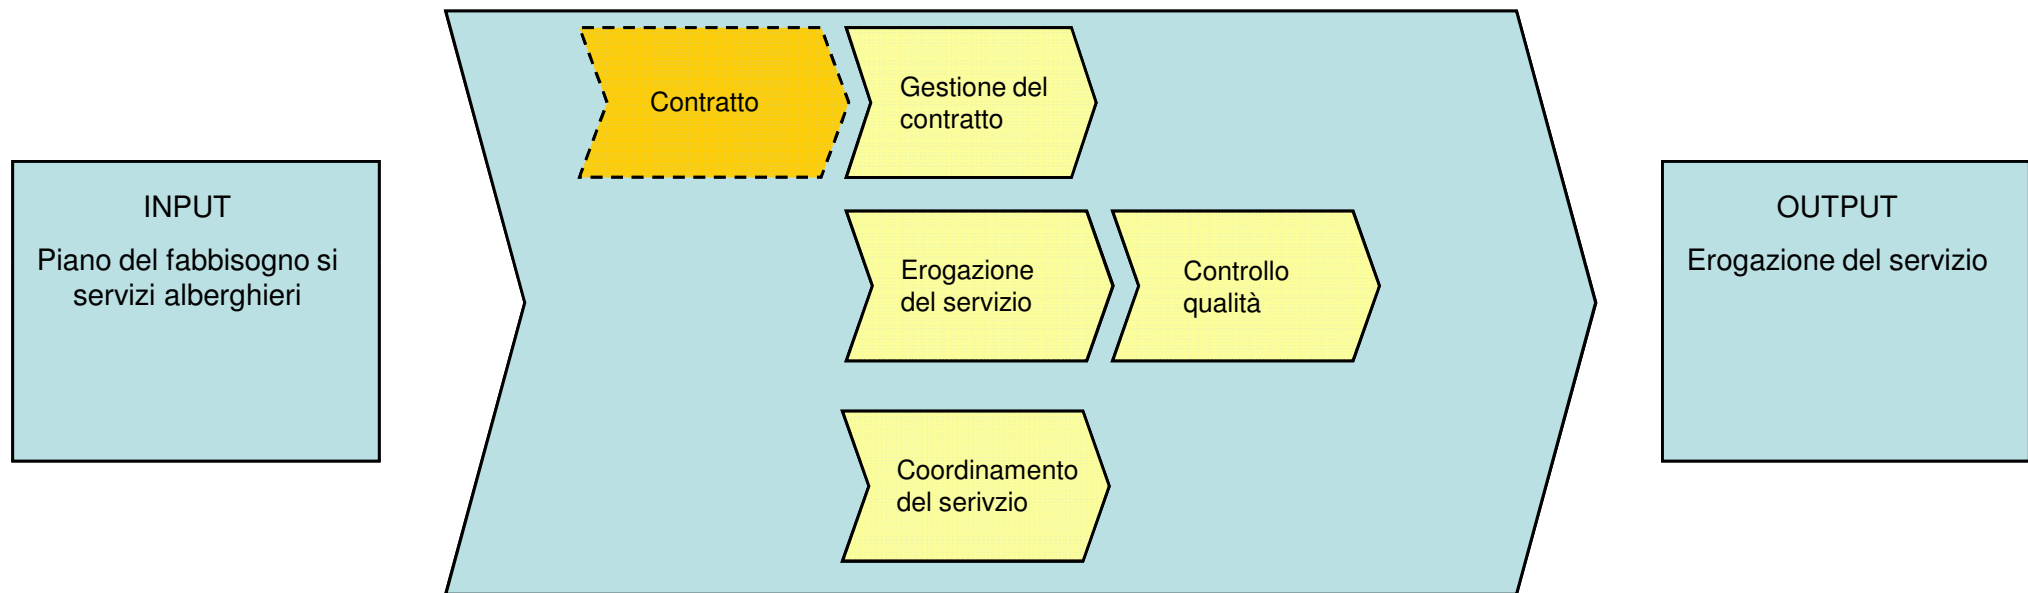 INPUT
Piano del fabbisogno si
servizi alberghieri
Contratto
Gestione del
contratto
Erogazione
del servizio
Controllo
qualità
Coordinamento
del serivzio
OUTPUT
Erogazione del servizio